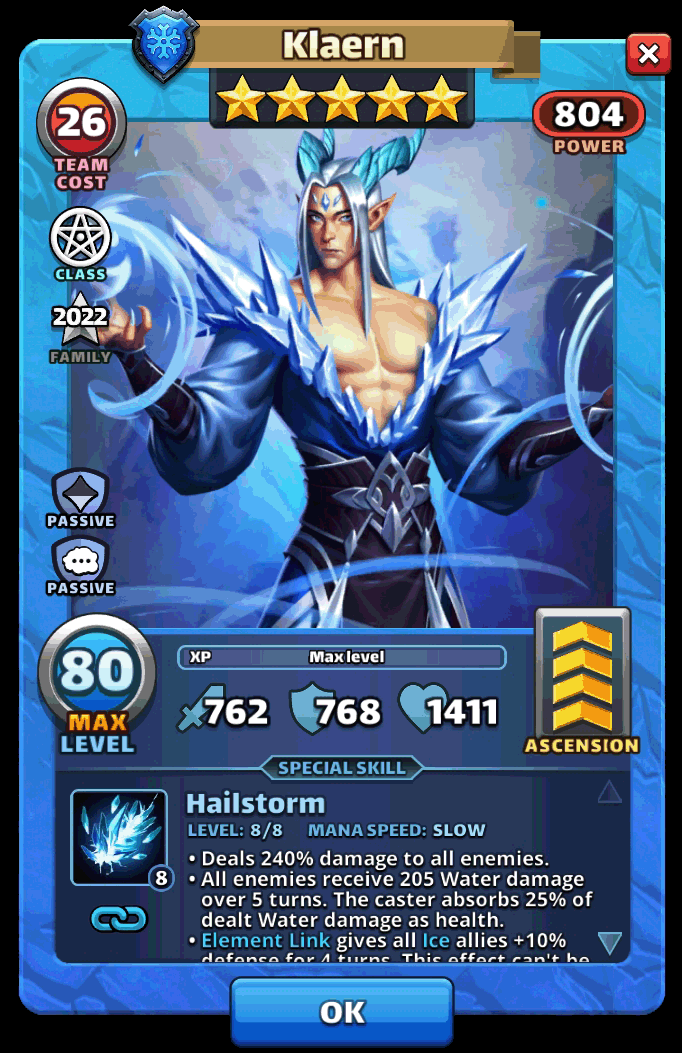 Klaern
26
TEAM
COST
804
POWER
CLASS
2022
FAMILY
PASSIVE
PASSIVE
80
MAX
LEVEL
XP Max level
762 768 1411
ASCENSION
SPECIAL SKILL
Hailstorm
LEVEL: 8/8 MANA SPEED: SLOW
8
• Deals 240% damage to all enemies.
• All enemies receive 205 Water damage
over 5 turns. The caster absorbs 25% of
dealt Water damage as health.
• Element Link gives all Ice allies +10%
defense for 4 turns. This effect can't be
OK